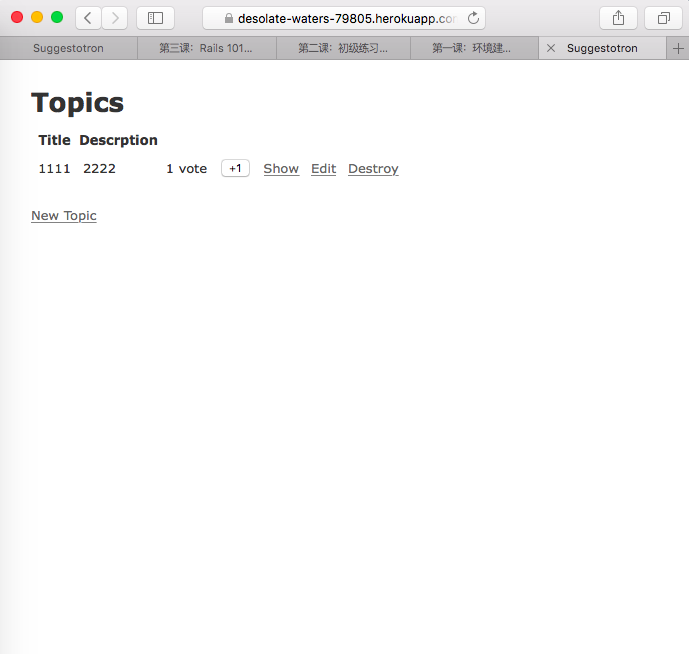 desolate-waters-79805.herokuapp.co
Suggestotron 第三课：Rails 101... 第二课：初级练习... 第一课：环境建... Suggestotron
Topics
Title Descrption
1111 2222 1 vote +1 Show Edit Destroy
New Topic